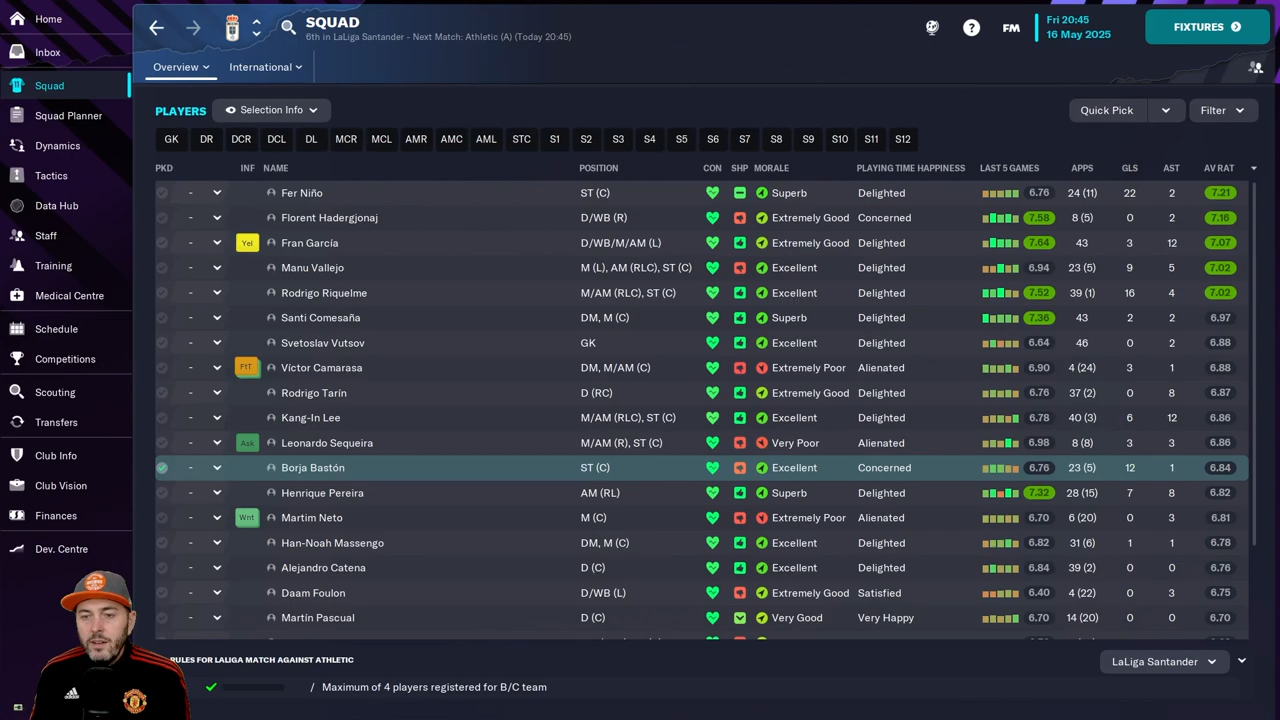 Home
Inbox
Squad
Squad Planner
Dynamics
Tactics
Data Hub
Staff
Training
Medical Centre
Schedule
Competitions
Scouting
Transfers
Club Info
Club Vision
Finances
Dev. Centre
SQUAD
6th in LaLiga Santander - Next Match: Athletic (A) (Today 20:45)
? FM Fri 20:45
16 May 2025
FIXTURES
Overview International
PLAYERS Selection Info Quick Pick Filter
GK DR DCR DCL DL MCR MCL AMR AMC AML STC S1 S2 S3 S4 S5 S6 S7 S8 S9 S10 S11 S12
PKD INF NAME POSITION CON SHP MORALE PLAYING TIME HAPPINESS LAST 5 GAMES APPS GLS AST AV RAT
- Fer Niño ST (C) Superb Delighted 6.76 24 (11) 22 2 7.21
- Florent Hadergjonaj D/WB (R) Extremely Good Concerned 7.58 8 (5) 0 2 7.16
- Yel Fran García D/WB/M/AM (L) Extremely Good Delighted 7.64 43 3 12 7.07
- Manu Vallejo M (L), AM (RLC), ST (C) Excellent Delighted 6.94 23 (5) 9 5 7.02
- Rodrigo Riquelme M/AM (RLC), ST (C) Excellent Delighted 7.52 39 (1) 16 4 7.02
- Santi Comesaña DM, M (C) Superb Delighted 7.36 43 2 2 6.97
- Svetoslav Vutsov GK Excellent Delighted 6.64 46 0 2 6.88
- FtT Víctor Camarasa DM, M/AM (C) Extremely Poor Alienated 6.90 4 (24) 3 1 6.88
- Rodrigo Tarín D (RC) Extremely Good Delighted 6.76 37 (2) 0 8 6.87
- Kang-In Lee M/AM (RLC), ST (C) Excellent Delighted 6.78 40 (3) 6 12 6.86
- Ask Leonardo Sequeira M/AM (R), ST (C) Very Poor Alienated 6.98 8 (8) 3 3 6.86
- Borja Bastón ST (C) Excellent Concerned 6.76 23 (5) 12 1 6.84
- Henrique Pereira AM (RL) Superb Delighted 7.32 28 (15) 7 8 6.82
- Wnt Martim Neto M (C) Extremely Poor Alienated 6.70 6 (20) 0 3 6.81
- Han-Noah Massengo DM, M (C) Excellent Delighted 6.82 31 (6) 1 1 6.78
- Alejandro Catena D (C) Excellent Delighted 6.84 39 (2) 0 0 6.76
- Daam Foulon D/WB (L) Extremely Good Satisfied 6.40 4 (22) 0 3 6.75
- Martín Pascual D (C) Very Good Very Happy 6.70 14 (20) 0 0 6.70
RULES FOR LALIGA MATCH AGAINST ATHLETIC LaLiga Santander
/ Maximum of 4 players registered for B/C team